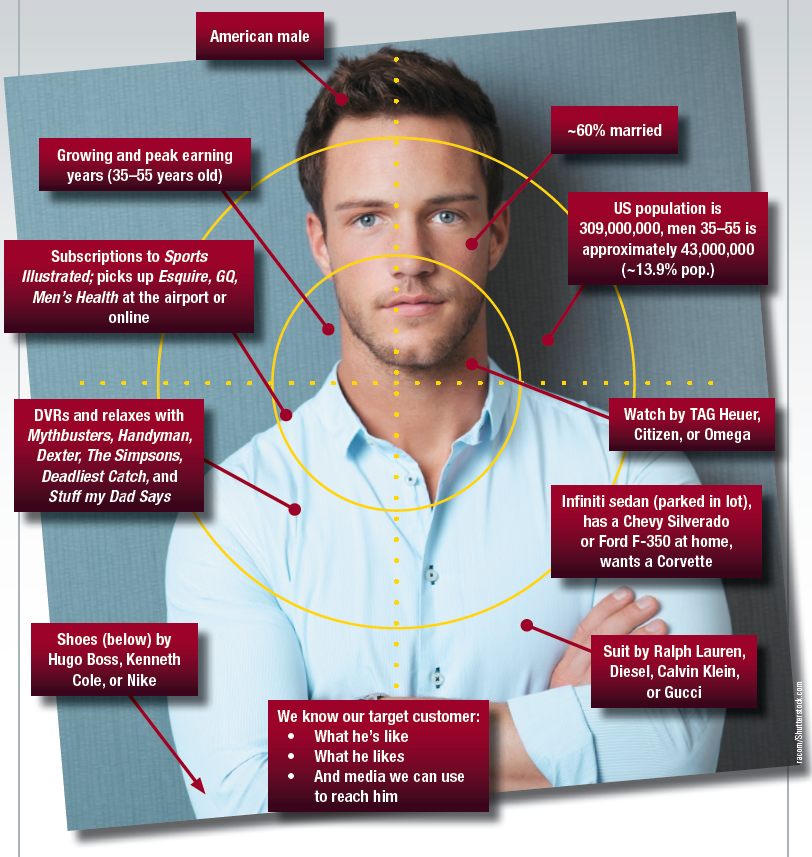 American male
~60% married
Growing and peak earning
years (35–55 years old)
US population is
309,000,000, men 35–55 is
approximately 43,000,000
(~13.9% pop.)
Subscriptions to Sports
Illustrated; picks up Esquire, GQ,
Men's Health at the airport or
online
DVRs and relaxes with
Mythbusters, Handyman,
Dexter, The Simpsons,
Deadliest Catch, and
Stuff my Dad Says
Watch by TAG Heuer,
Citizen, or Omega
Infiniti sedan (parked in lot),
has a Chevy Silverado
or Ford F-350 at home,
wants a Corvette
Shoes (below) by
Hugo Boss, Kenneth
Cole, or Nike
Suit by Ralph Lauren,
Diesel, Calvin Klein,
or Gucci
We know our target customer:
• What he's like
• What he likes
• And media we can use
to reach him
racorn/Shutterstock.com